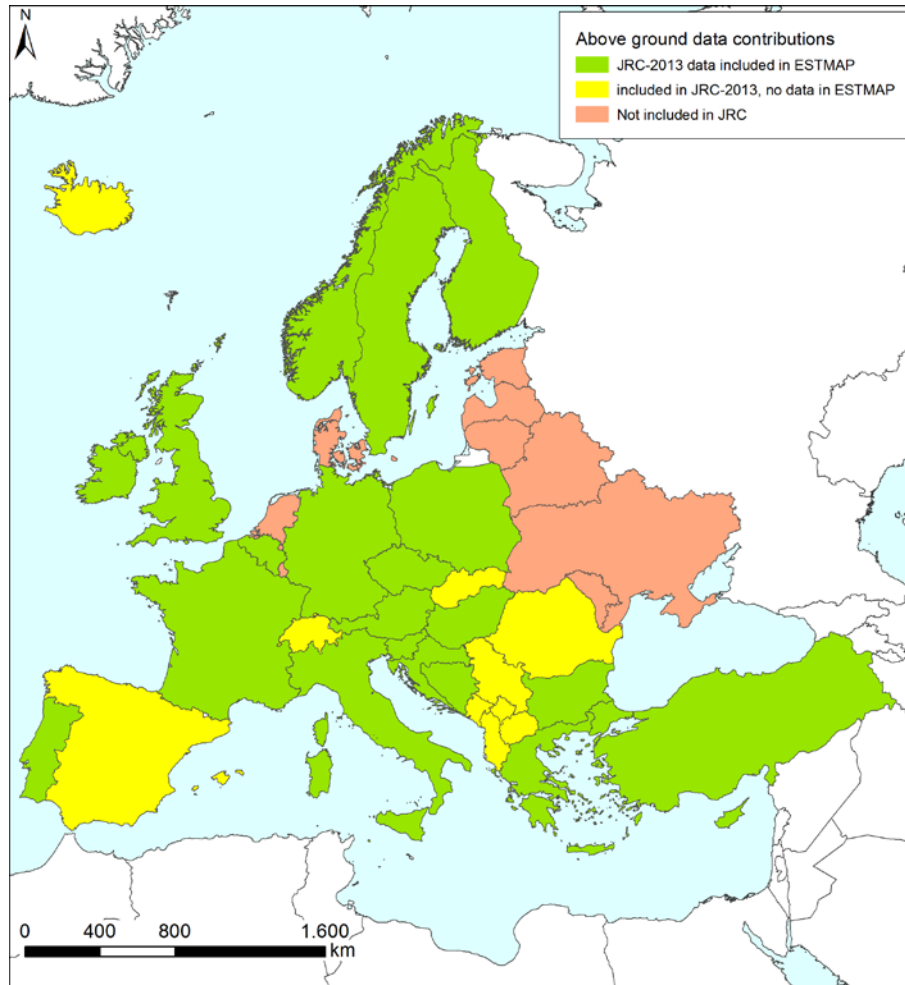 N
Above ground data contributions
JRC-2013 data included in ESTMAP
included in JRC-2013, no data in ESTMAP
Not included in JRC
0 400 800 1.600
km